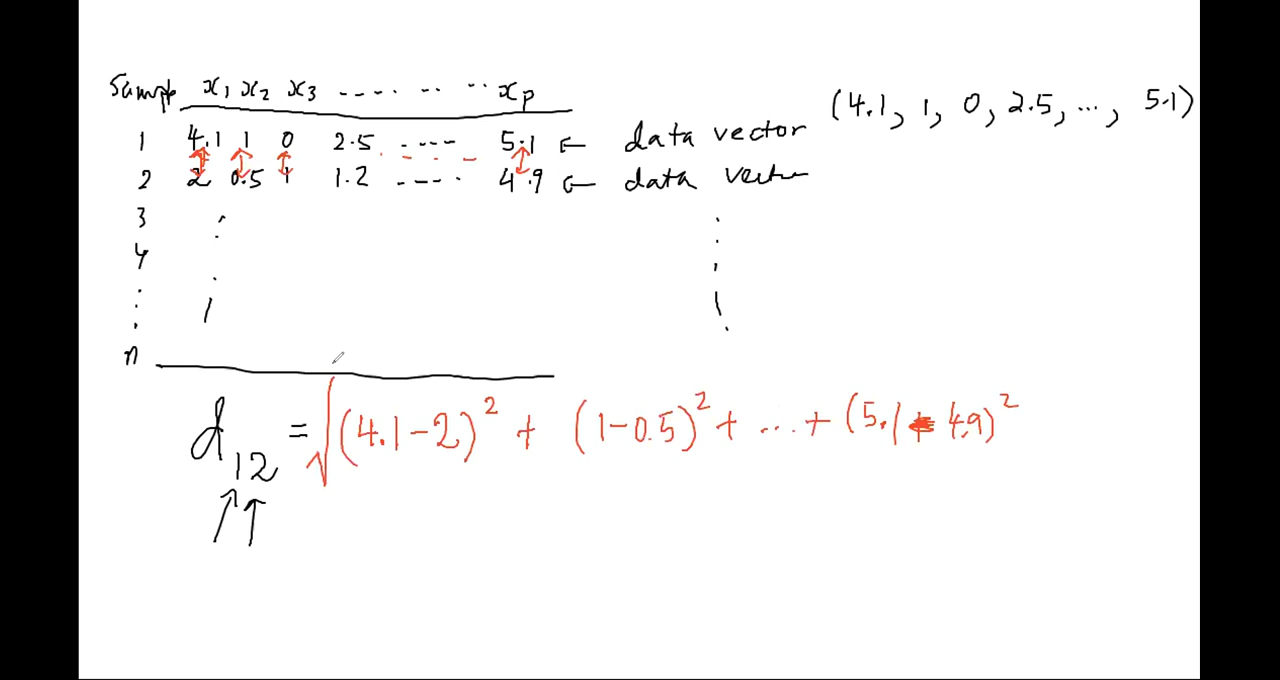 Sample x₁ x₂ x₃ ---. -- .. xₚ
1 4.1 1 0 2.5 ---- 5.1 ← data vector (4.1, 1, 0, 2.5, ..., 5.1)
2 2 0.5 1 1.2 ---- 4.9 ← data vector
3
4
⋮
n
d₁₂ = √(4.1-2)² + (1-0.5)² + ... + (5.1 - 4.9)²